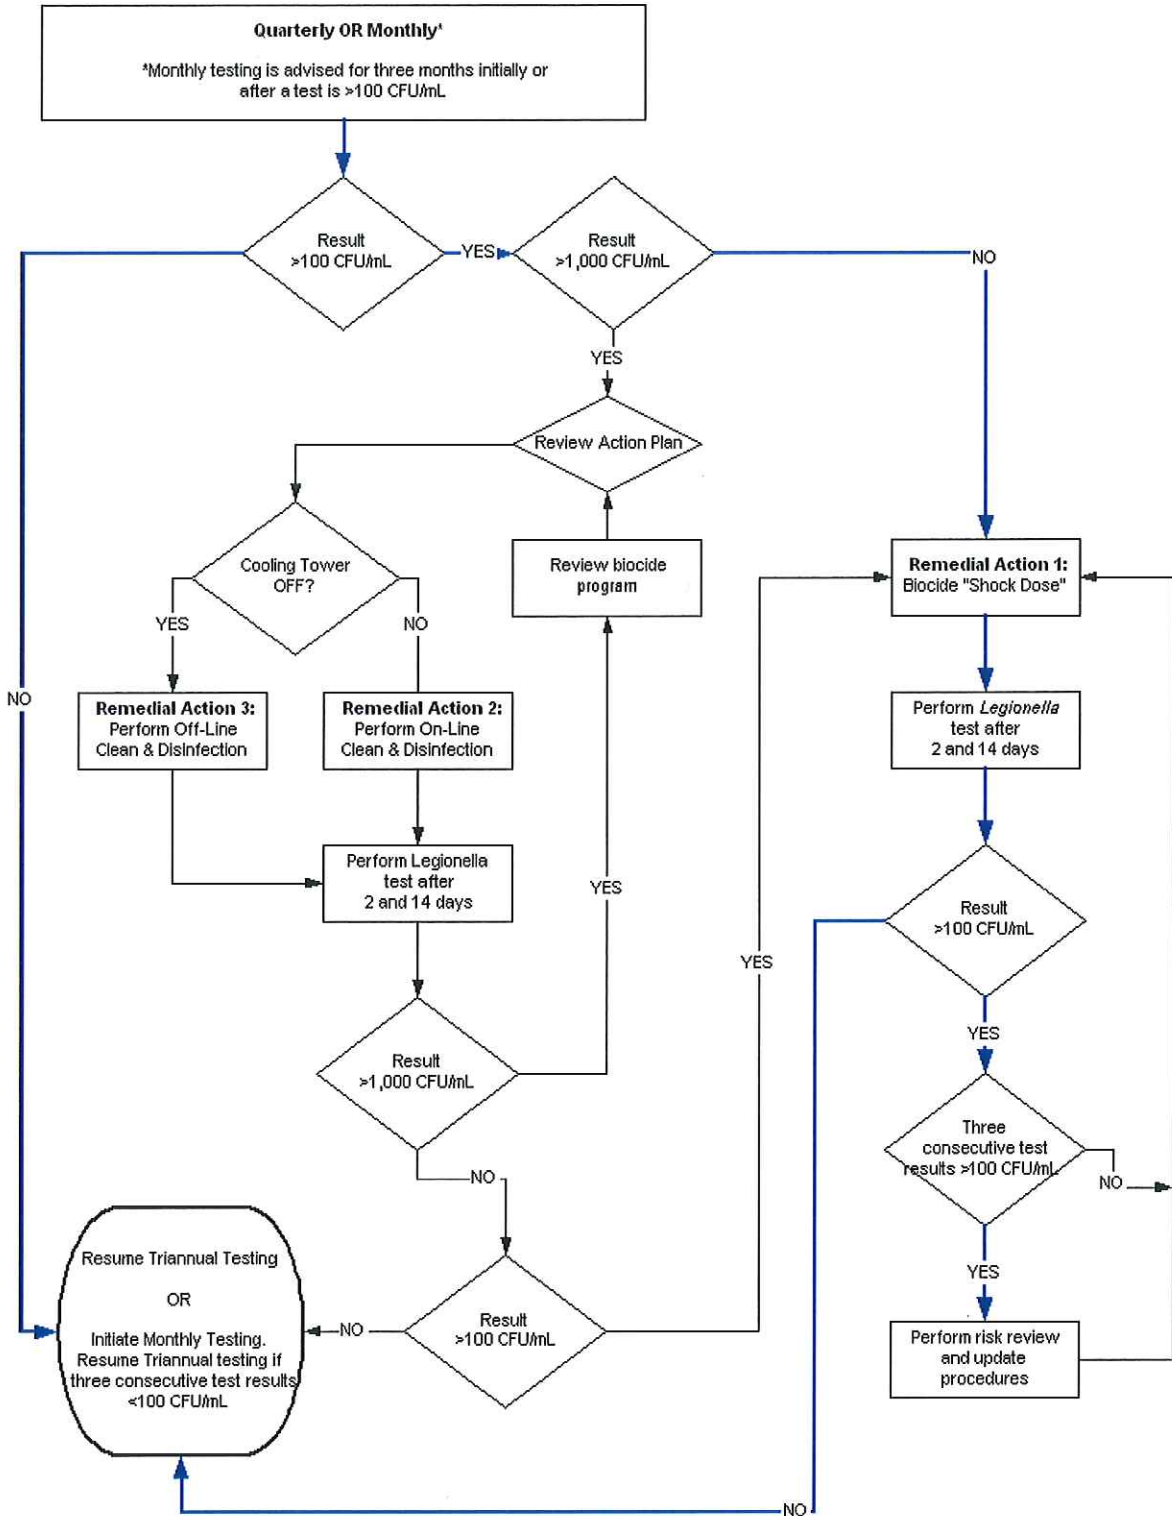 Quarterly OR Monthly*
*Monthly testing is advised for three months initially or
after a test is >100 CFU/mL
Result
>100 CFU/mL
YES
Result
>1,000 CFU/mL
NO
YES
Review Action Plan
Cooling Tower
OFF?
Review biocide
program
Remedial Action 1:
Biocide "Shock Dose"
YES
NO
NO
Remedial Action 3:
Perform Off-Line
Clean & Disinfection
Remedial Action 2:
Perform On-Line
Clean & Disinfection
Perform Legionella
test after
2 and 14 days
Perform Legionella
test after
2 and 14 days
YES
Result
>100 CFU/mL
YES
YES
Result
>1,000 CFU/mL
Three
consecutive test
results >100 CFU/mL
NO
NO
Resume Triannual Testing
OR
Initiate Monthly Testing.
Resume Triannual testing if
three consecutive test results
<100 CFU/mL
NO
Result
>100 CFU/mL
YES
Perform risk review
and update
procedures
NO